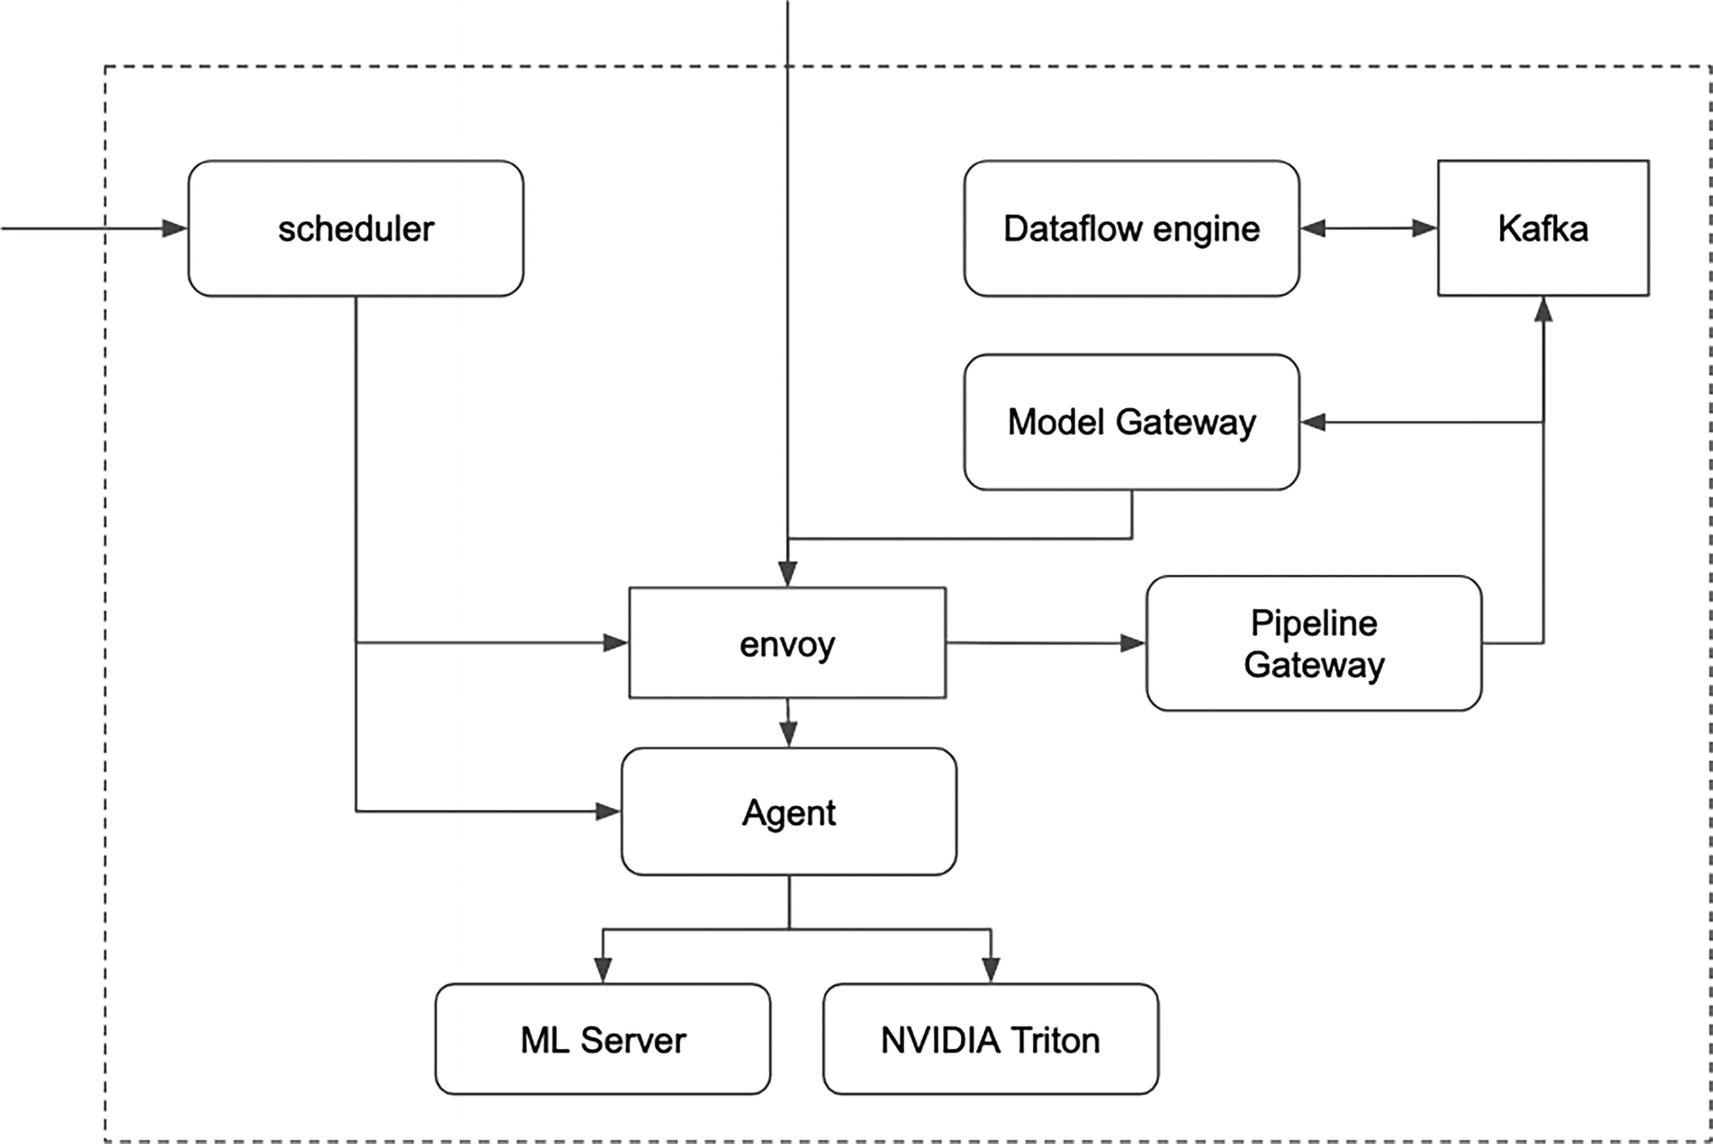 scheduler
Dataflow engine
Kafka
Model Gateway
envoy
Pipeline
Gateway
Agent
ML Server
NVIDIA Triton